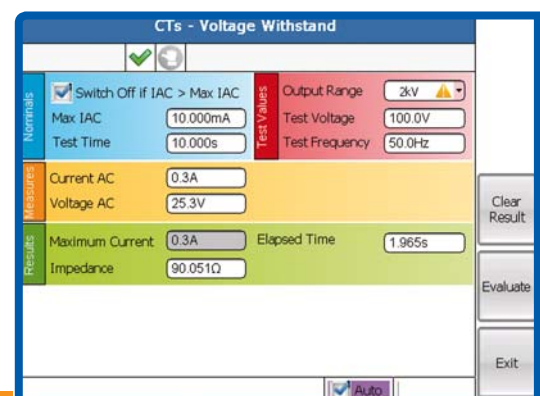 CTs - Voltage Withstand
Nominals
Switch Off if IAC > Max IAC
Max IAC 10.000mA
Test Time 10.000s
Test Values
Output Range 2kV
Test Voltage 100.0V
Test Frequency 50.0Hz
Measures
Current AC 0.3A
Voltage AC 25.3V
Results
Maximum Current 0.3A Elapsed Time 1.965s
Impedance 90.051Ω
Clear
Result
Evaluate
Exit
Auto